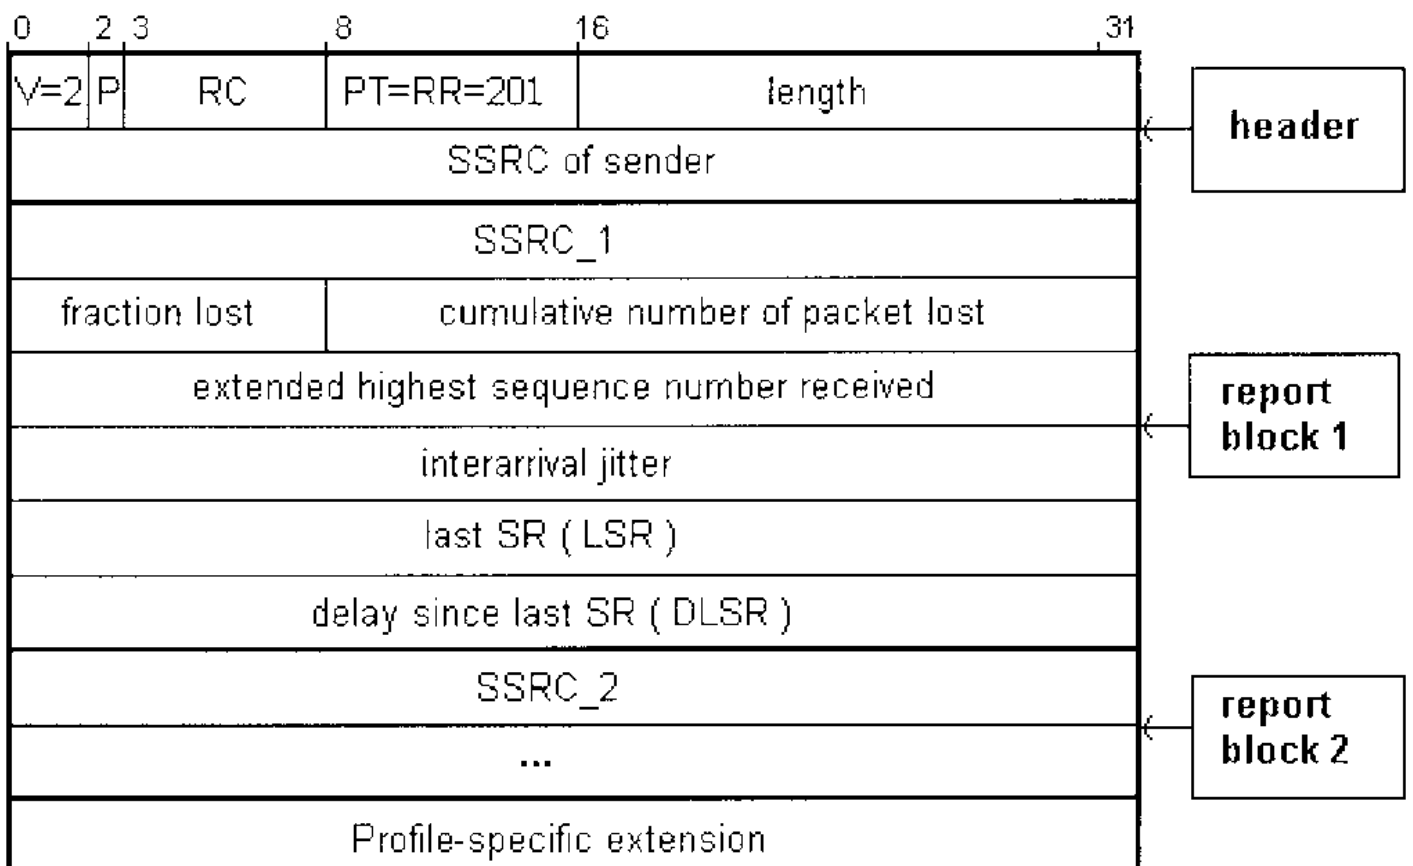 0 2 3 8 16 31
V=2 P RC PT=RR=201 length
header
SSRC of sender
SSRC_1
fraction lost cumulative number of packet lost
extended highest sequence number received
report
block 1
interarrival jitter
last SR ( LSR )
delay since last SR ( DLSR )
SSRC_2
report
block 2
...
Profile-specific extension